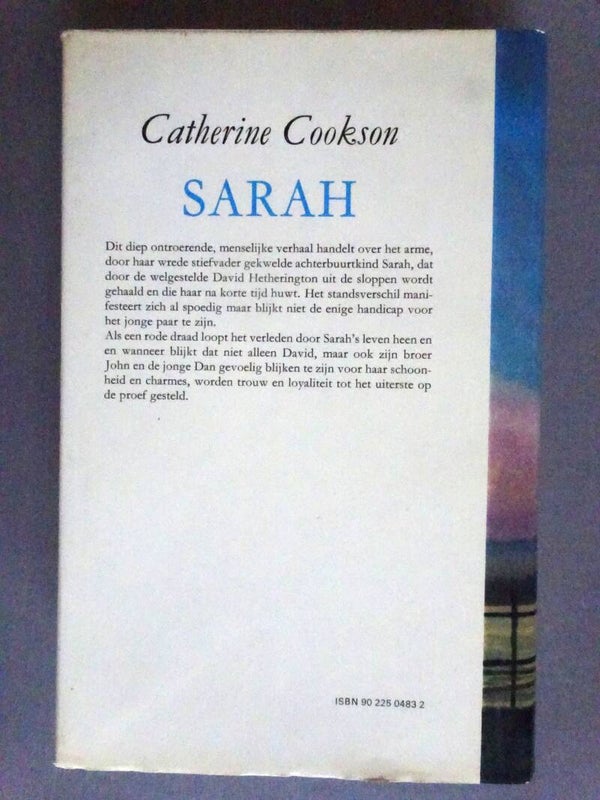 Catherine Cookson
SARAH
Dit diep ontroerende, menselijke verhaal handelt over het arme,
door haar wrede stiefvader gekwelde achterbuurtkind Sarah, dat
door de welgestelde David Hetherington uit de sloppen wordt
gehaald en die haar na korte tijd huwt. Het standsverschil mani-
festeert zich al spoedig maar blijkt niet de enige handicap voor
het jonge paar te zijn.
Als een rode draad loopt het verleden door Sarah's leven heen en
en wanneer blijkt dat niet alleen David, maar ook zijn broer
John en de jonge Dan gevoelig blijken te zijn voor haar schoon-
heid en charmes, worden trouw en loyaliteit tot het uiterste op
de proef gesteld.
ISBN 90 225 0483 2